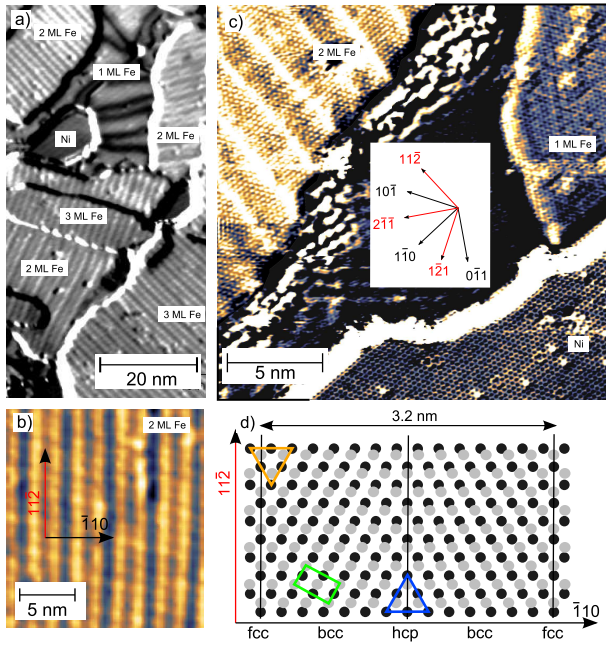 a)
2 ML Fe
1 ML Fe
Ni
2 ML Fe
3 ML Fe
2 ML Fe
3 ML Fe
20 nm
b)
2 ML Fe
112̄
1̄10
5 nm
c)
2 ML Fe
1 ML Fe
112̄
101̄
21̄1̄
11̄0
12̄1
01̄1
Ni
5 nm
d)
3.2 nm
112̄
1̄10
fcc bcc hcp bcc fcc